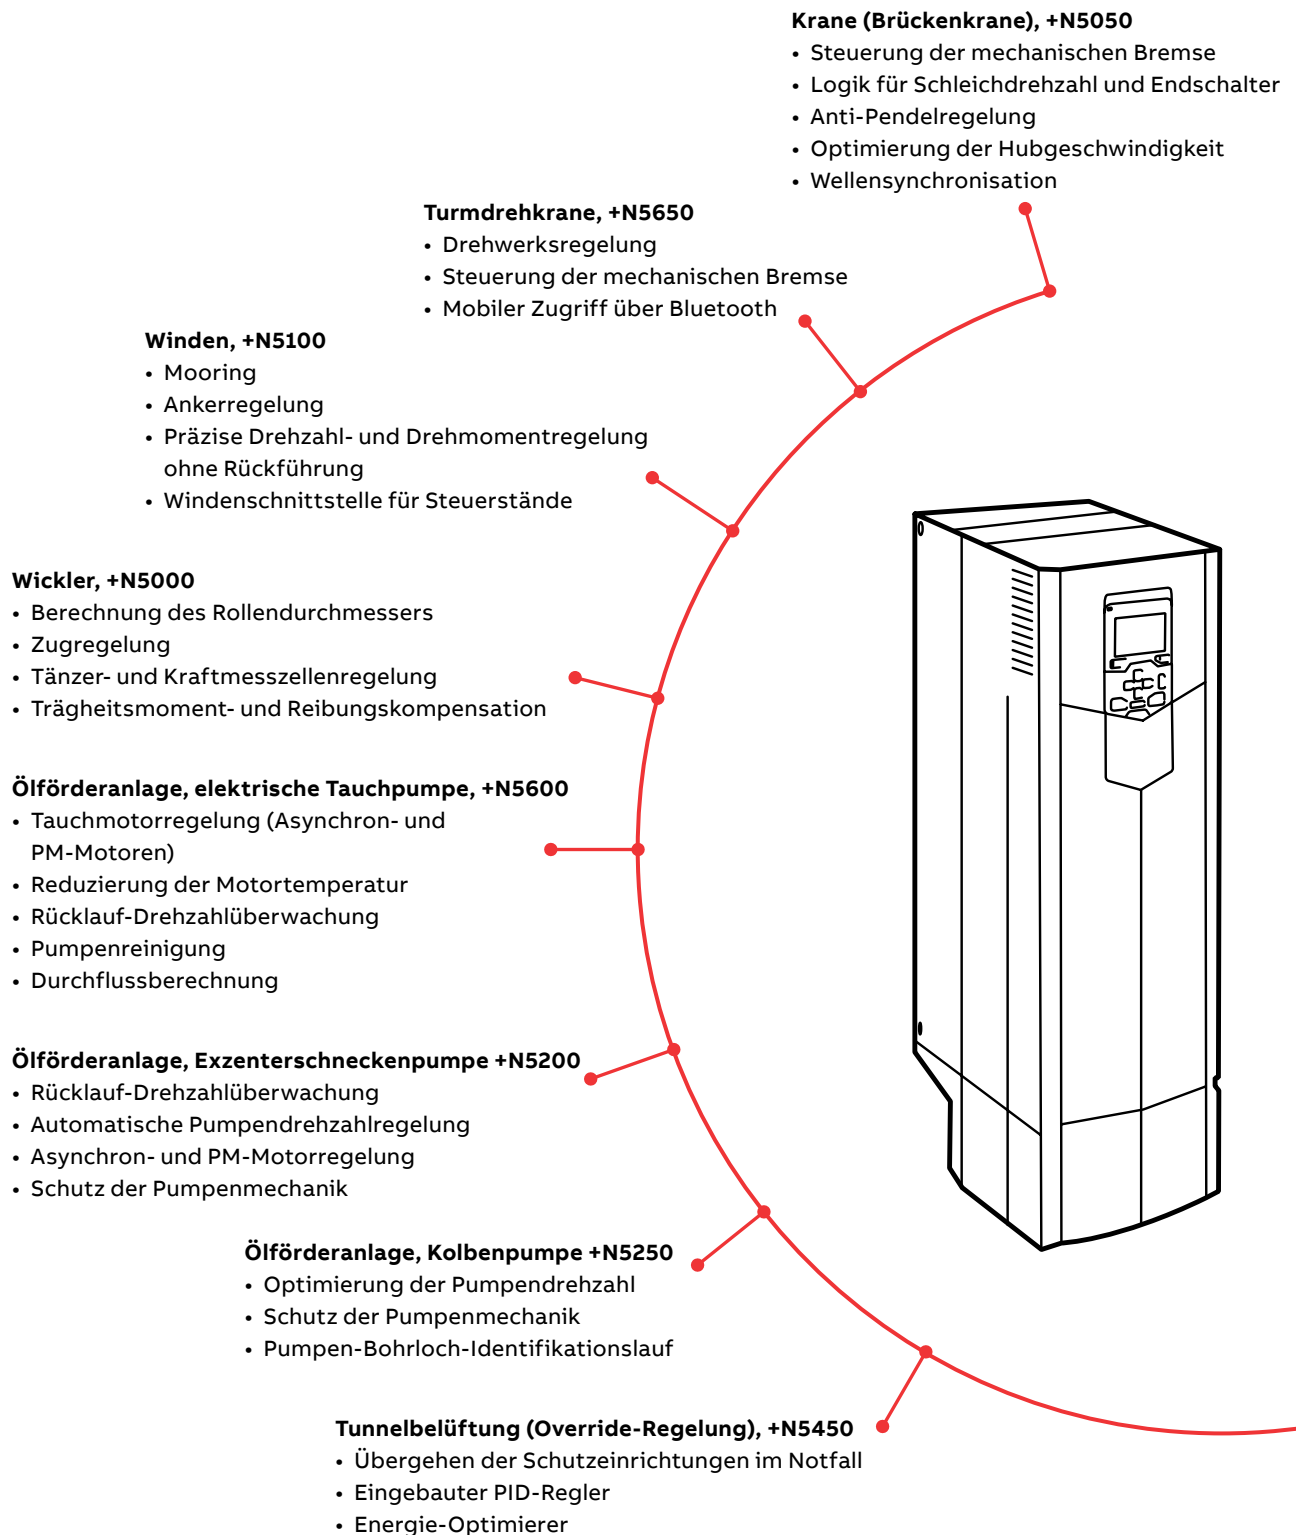 Krane (Brückenkrane), +N5050
• Steuerung der mechanischen Bremse
• Logik für Schleichdrehzahl und Endschalter
• Anti-Pendelregelung
• Optimierung der Hubgeschwindigkeit
• Wellensynchronisation
Turmdrehkrane, +N5650
• Drehwerksregelung
• Steuerung der mechanischen Bremse
• Mobiler Zugriff über Bluetooth
Winden, +N5100
• Mooring
• Ankerregelung
• Präzise Drehzahl- und Drehmomentregelung
ohne Rückführung
• Windenschnittstelle für Steuerstände
Wickler, +N5000
• Berechnung des Rollendurchmessers
• Zugregelung
• Tänzer- und Kraftmesszellenregelung
• Trägheitsmoment- und Reibungskompensation
Ölförderanlage, elektrische Tauchpumpe, +N5600
• Tauchmotorregelung (Asynchron- und
PM-Motoren)
• Reduzierung der Motortemperatur
• Rücklauf-Drehzahlüberwachung
• Pumpenreinigung
• Durchflussberechnung
Ölförderanlage, Exzenterschneckenpumpe +N5200
• Rücklauf-Drehzahlüberwachung
• Automatische Pumpendrehzahlregelung
• Asynchron- und PM-Motorregelung
• Schutz der Pumpenmechanik
Ölförderanlage, Kolbenpumpe +N5250
• Optimierung der Pumpendrehzahl
• Schutz der Pumpenmechanik
• Pumpen-Bohrloch-Identifikationslauf
Tunnelbelüftung (Override-Regelung), +N5450
• Übergehen der Schutzeinrichtungen im Notfall
• Eingebauter PID-Regler
• Energie-Optimierer